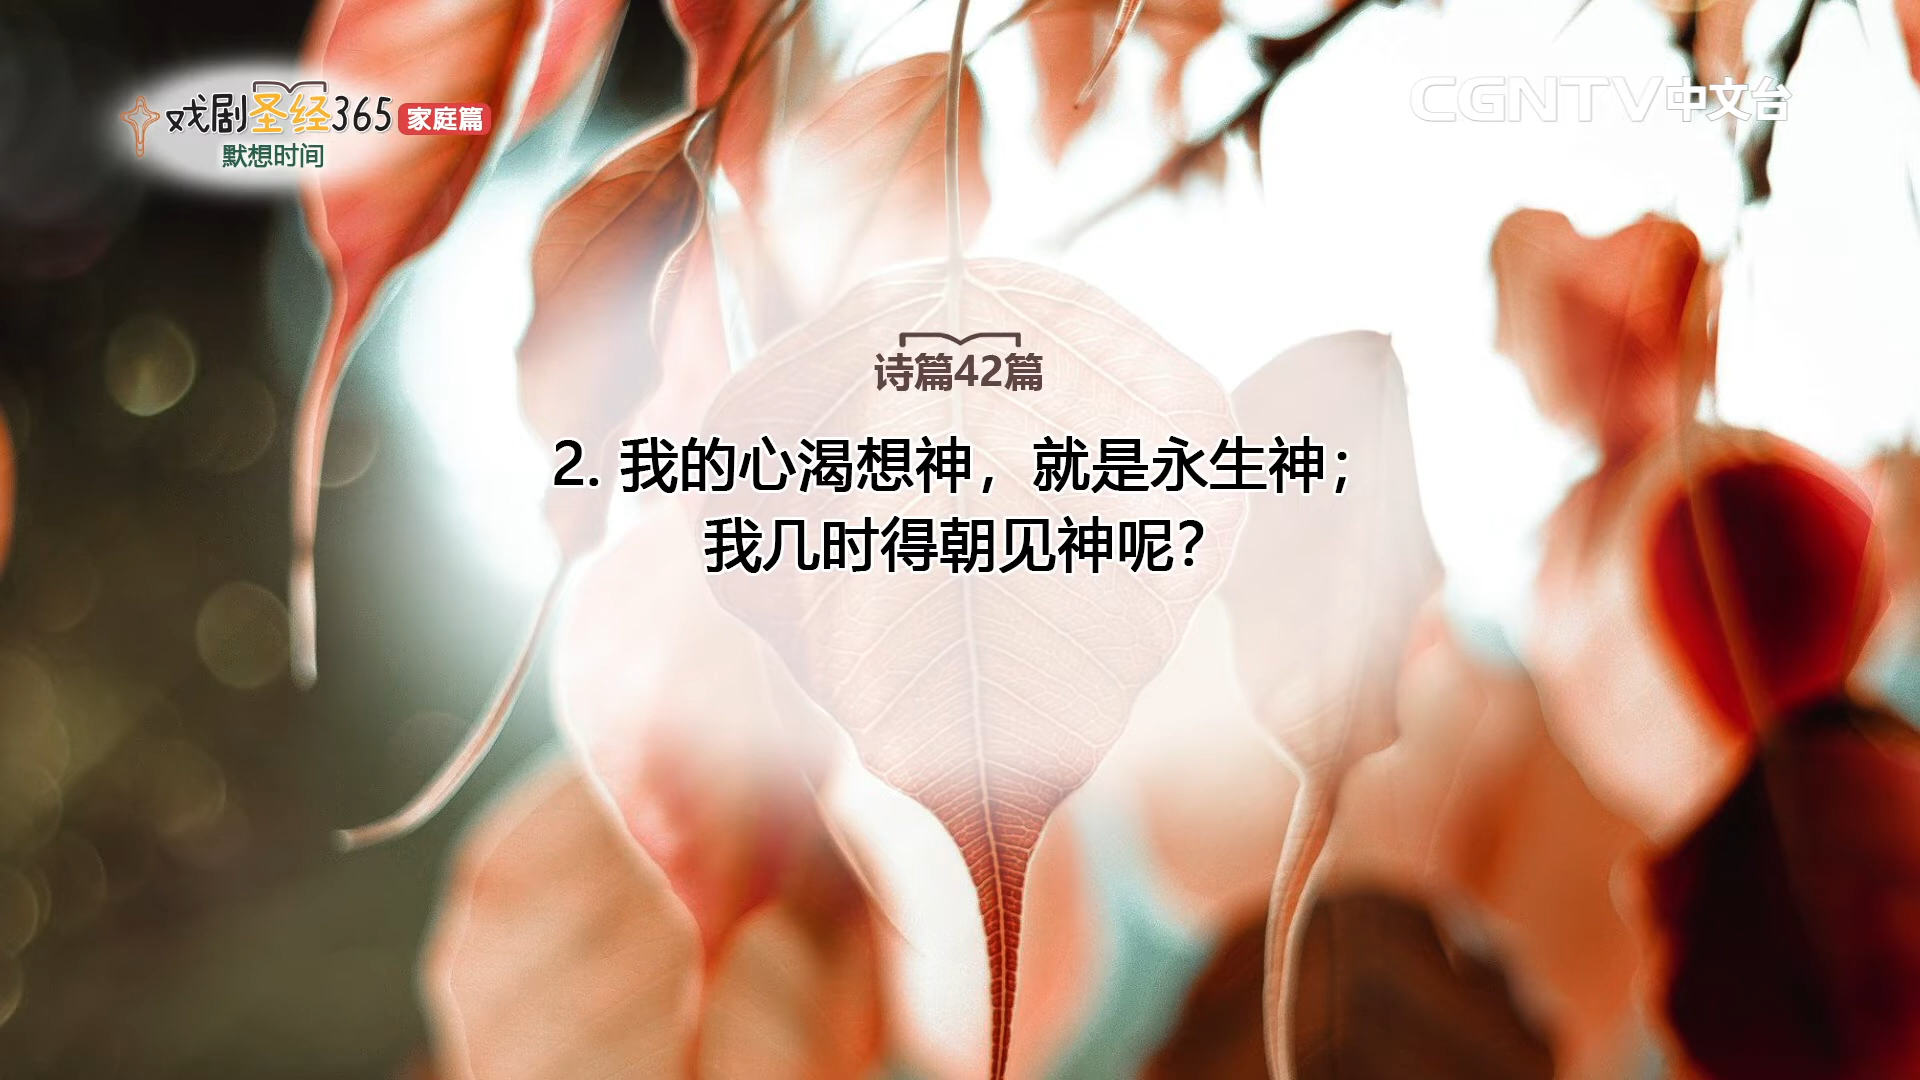 戏剧圣经365 家庭篇
默想时间
CGNTV中文台
诗篇42篇
2. 我的心渴想神，就是永生神；
我几时得朝见神呢？